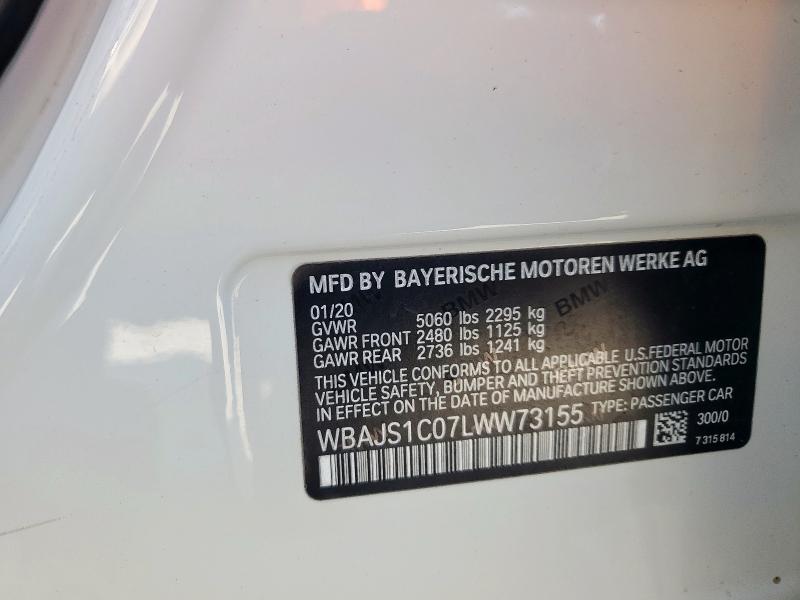 MFD BY BAYERISCHE MOTOREN WERKE AG
01/20
GVWR 5060 lbs 2295 kg
GAWR FRONT 2480 lbs 1125 kg
GAWR REAR 2736 lbs 1241 kg
THIS VEHICLE CONFORMS TO ALL APPLICABLE U.S.FEDERAL MOTOR
VEHICLE SAFETY, BUMPER AND THEFT PREVENTION STANDARDS
IN EFFECT ON THE DATE OF MANUFACTURE SHOWN ABOVE.
WBAJS1C07LWW73155 TYPE: PASSENGER CAR
300/0
7 315 814
BMW
BMW